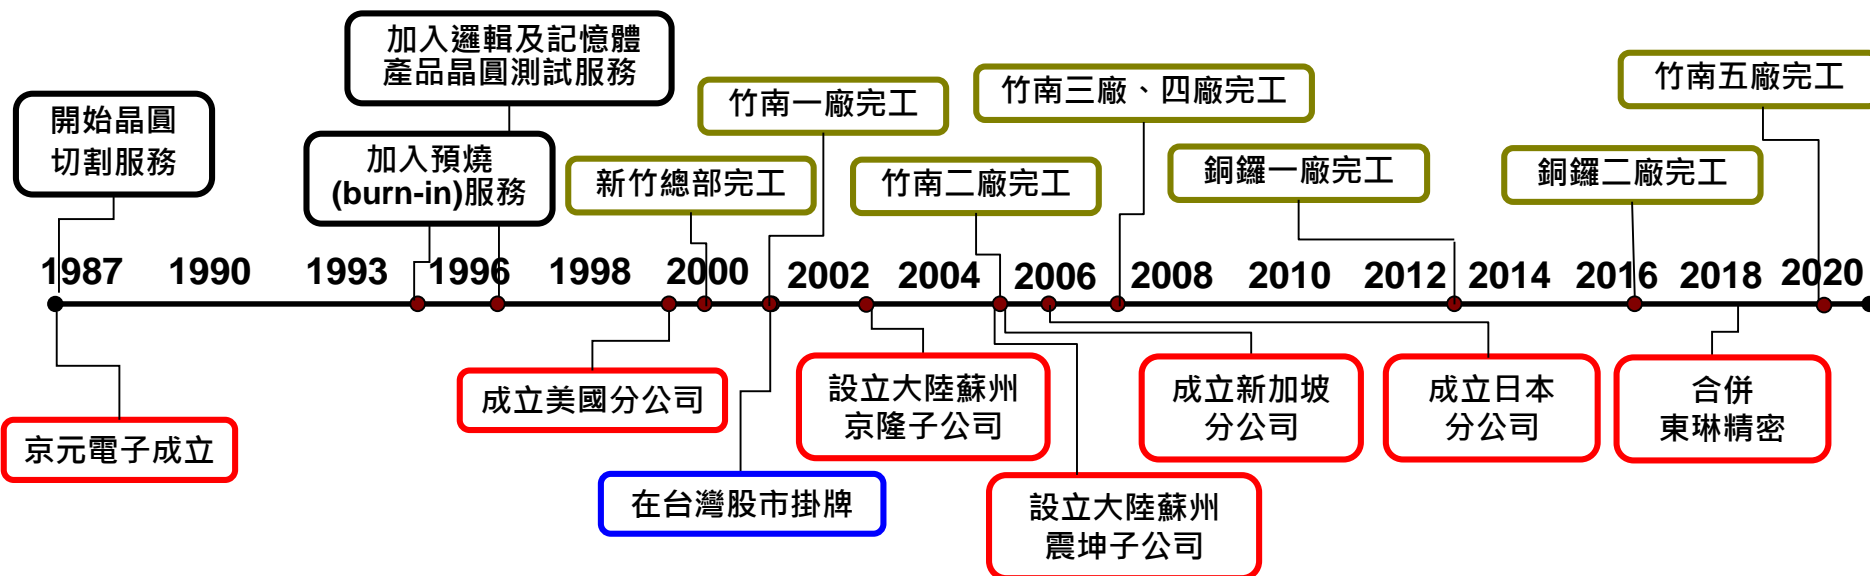 加入邏輯及記憶體
產品晶圓測試服務
開始晶圓
切割服務
加入預燒
(burn-in)服務
新竹總部完工
竹南一廠完工
竹南二廠完工
竹南三廠、四廠完工
銅鑼一廠完工
銅鑼二廠完工
竹南五廠完工
1987 1990 1993 1996 1998 2000 2002 2004 2006 2008 2010 2012 2014 2016 2018 2020
京元電子成立
成立美國分公司
在台灣股市掛牌
設立大陸蘇州
京隆子公司
設立大陸蘇州
震坤子公司
成立新加坡
分公司
成立日本
分公司
合併
東琳精密